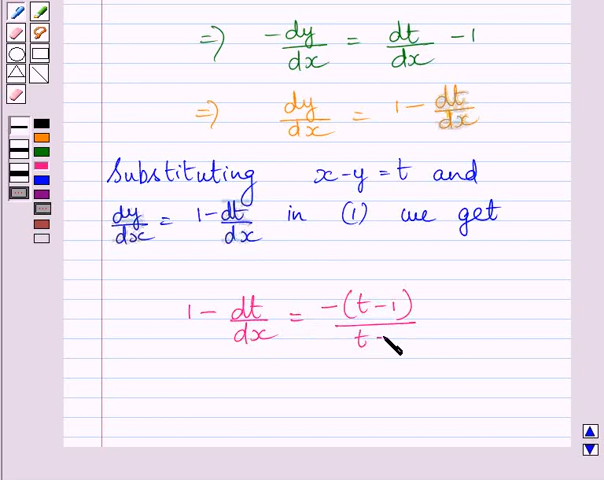 => -dy/dx = dt/dx - 1
=> dy/dx = 1 - dt/dx
Substituting x-y = t and
dy/dx = 1 - dt/dx in (1) we get
1 - dt/dx = -(t-1)/t-